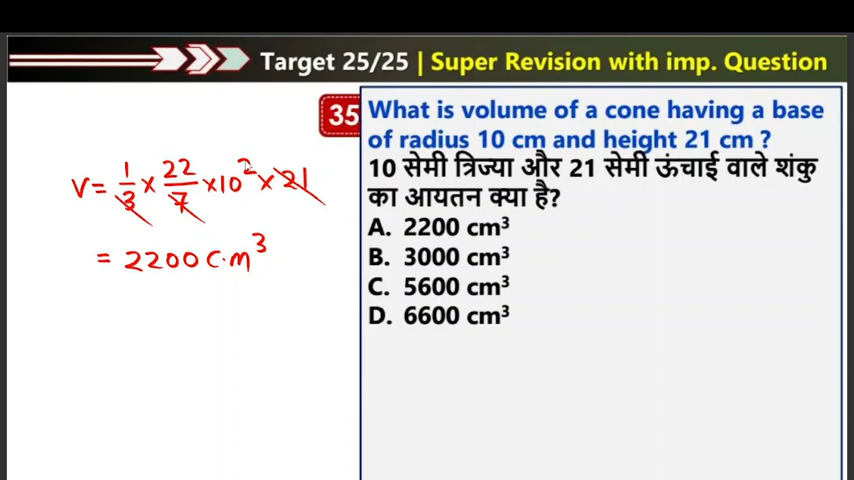 Target 25/25 | Super Revision with imp. Question
35
What is volume of a cone having a base
of radius 10 cm and height 21 cm ?
10 सेमी त्रिज्या और 21 सेमी ऊंचाई वाले शंकु
का आयतन क्या है?
A. 2200 cm³
B. 3000 cm³
C. 5600 cm³
D. 6600 cm³
V = 1/3 × 22/7 × 10² × 21
= 2200 C.m³